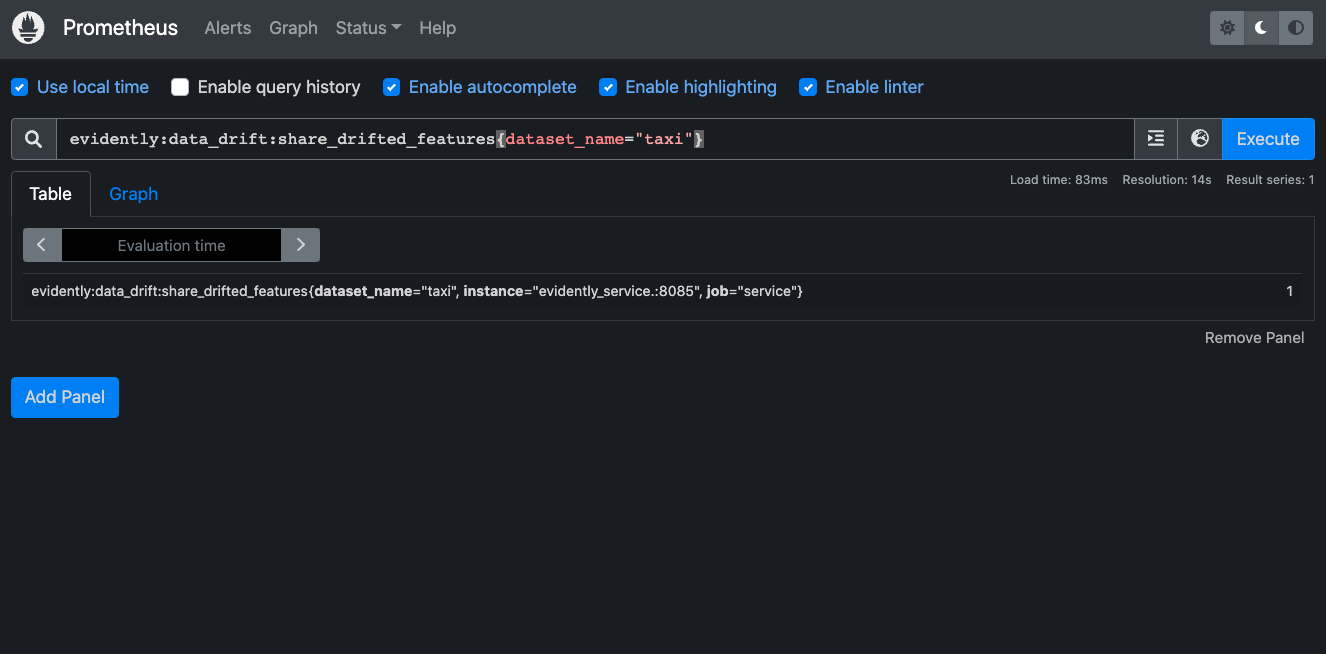 Prometheus Alerts Graph Status Help
Use local time Enable query history Enable autocomplete Enable highlighting Enable linter
evidently:data_drift:share_drifted_features{dataset_name="taxi"} Execute
Load time: 83ms Resolution: 14s Result series: 1
Table Graph
Evaluation time
evidently:data_drift:share_drifted_features{dataset_name="taxi", instance="evidently_service.:8085", job="service"} 1
Remove Panel
Add Panel